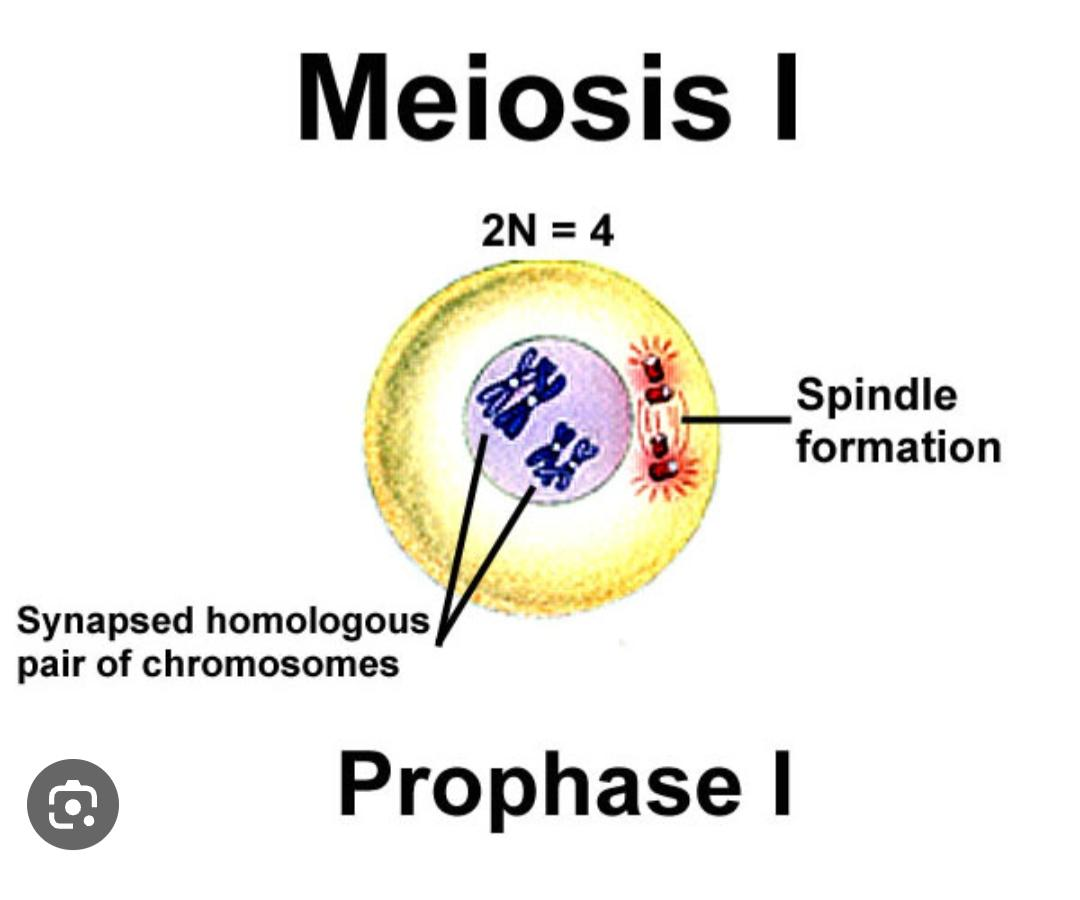 Meiosis I
2N = 4
Spindle
formation
Synapsed homologous
pair of chromosomes
Prophase I